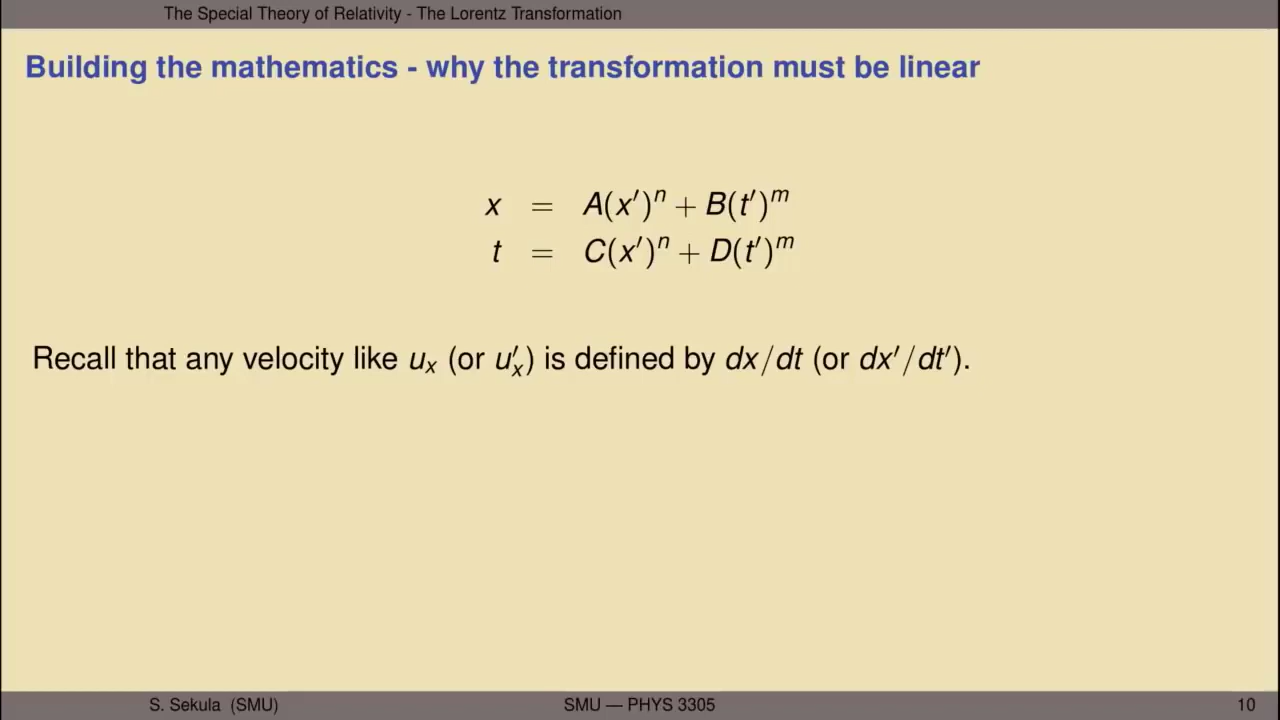 The Special Theory of Relativity - The Lorentz Transformation
Building the mathematics - why the transformation must be linear
x = A(x′)ⁿ + B(t′)ᵐ
t = C(x′)ⁿ + D(t′)ᵐ
Recall that any velocity like uₓ (or u′ₓ) is defined by dx/dt (or dx′/dt′).
S. Sekula (SMU) SMU — PHYS 3305 10